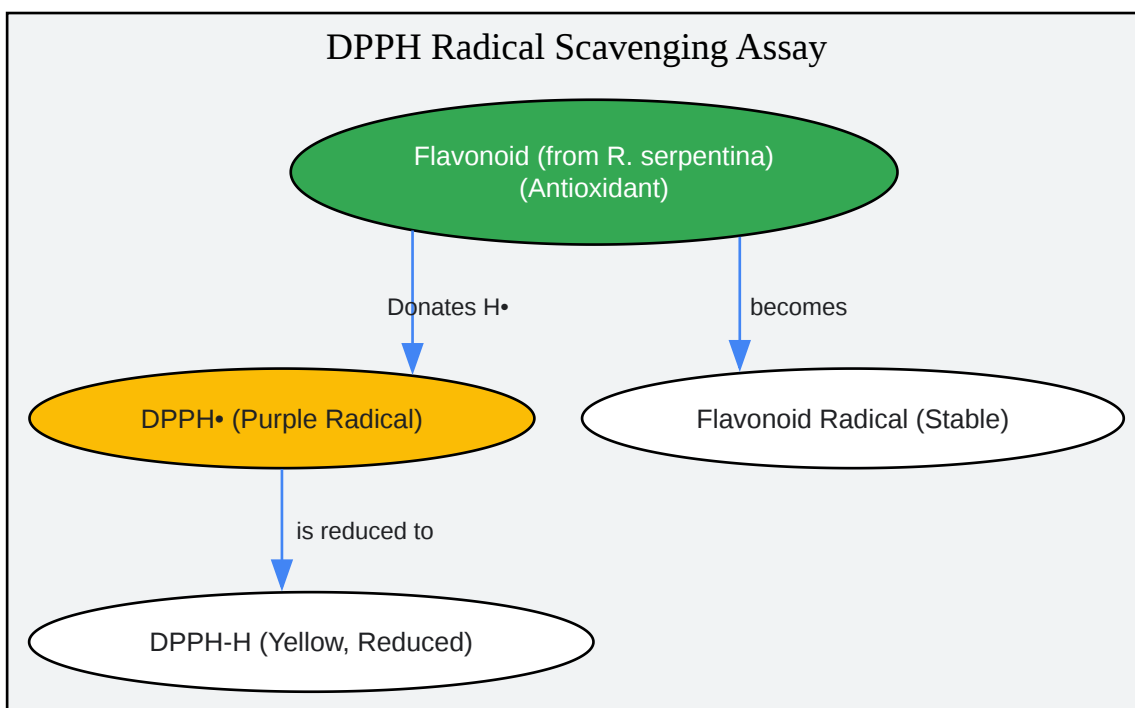 DPPH Radical Scavenging Assay
Flavonoid (from R. serpentina)
(Antioxidant)
Donates H•
becomes
DPPH• (Purple Radical)
Flavonoid Radical (Stable)
is reduced to
DPPH-H (Yellow, Reduced)